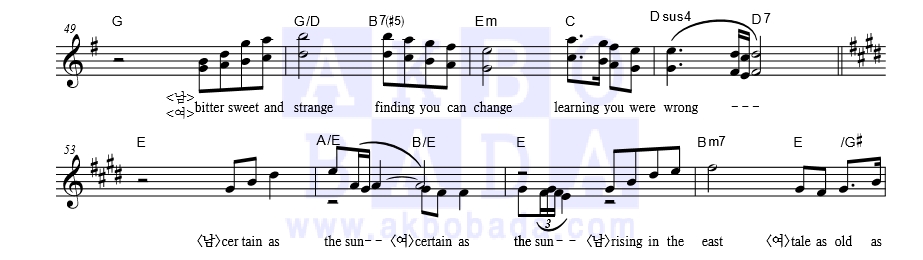 49 G G/D B7(#5) Em C Dsus4 D7
<남>
<여>bitter sweet and strange finding you can change learning you were wrong - - -
53 E A/E B/E E Bm7 E /G#
3
<남>cer tain as the sun- - <여>certain as the sun- - <남>rising in the east <여>tale as old as
AKBO
BADA
www.akbobada.com